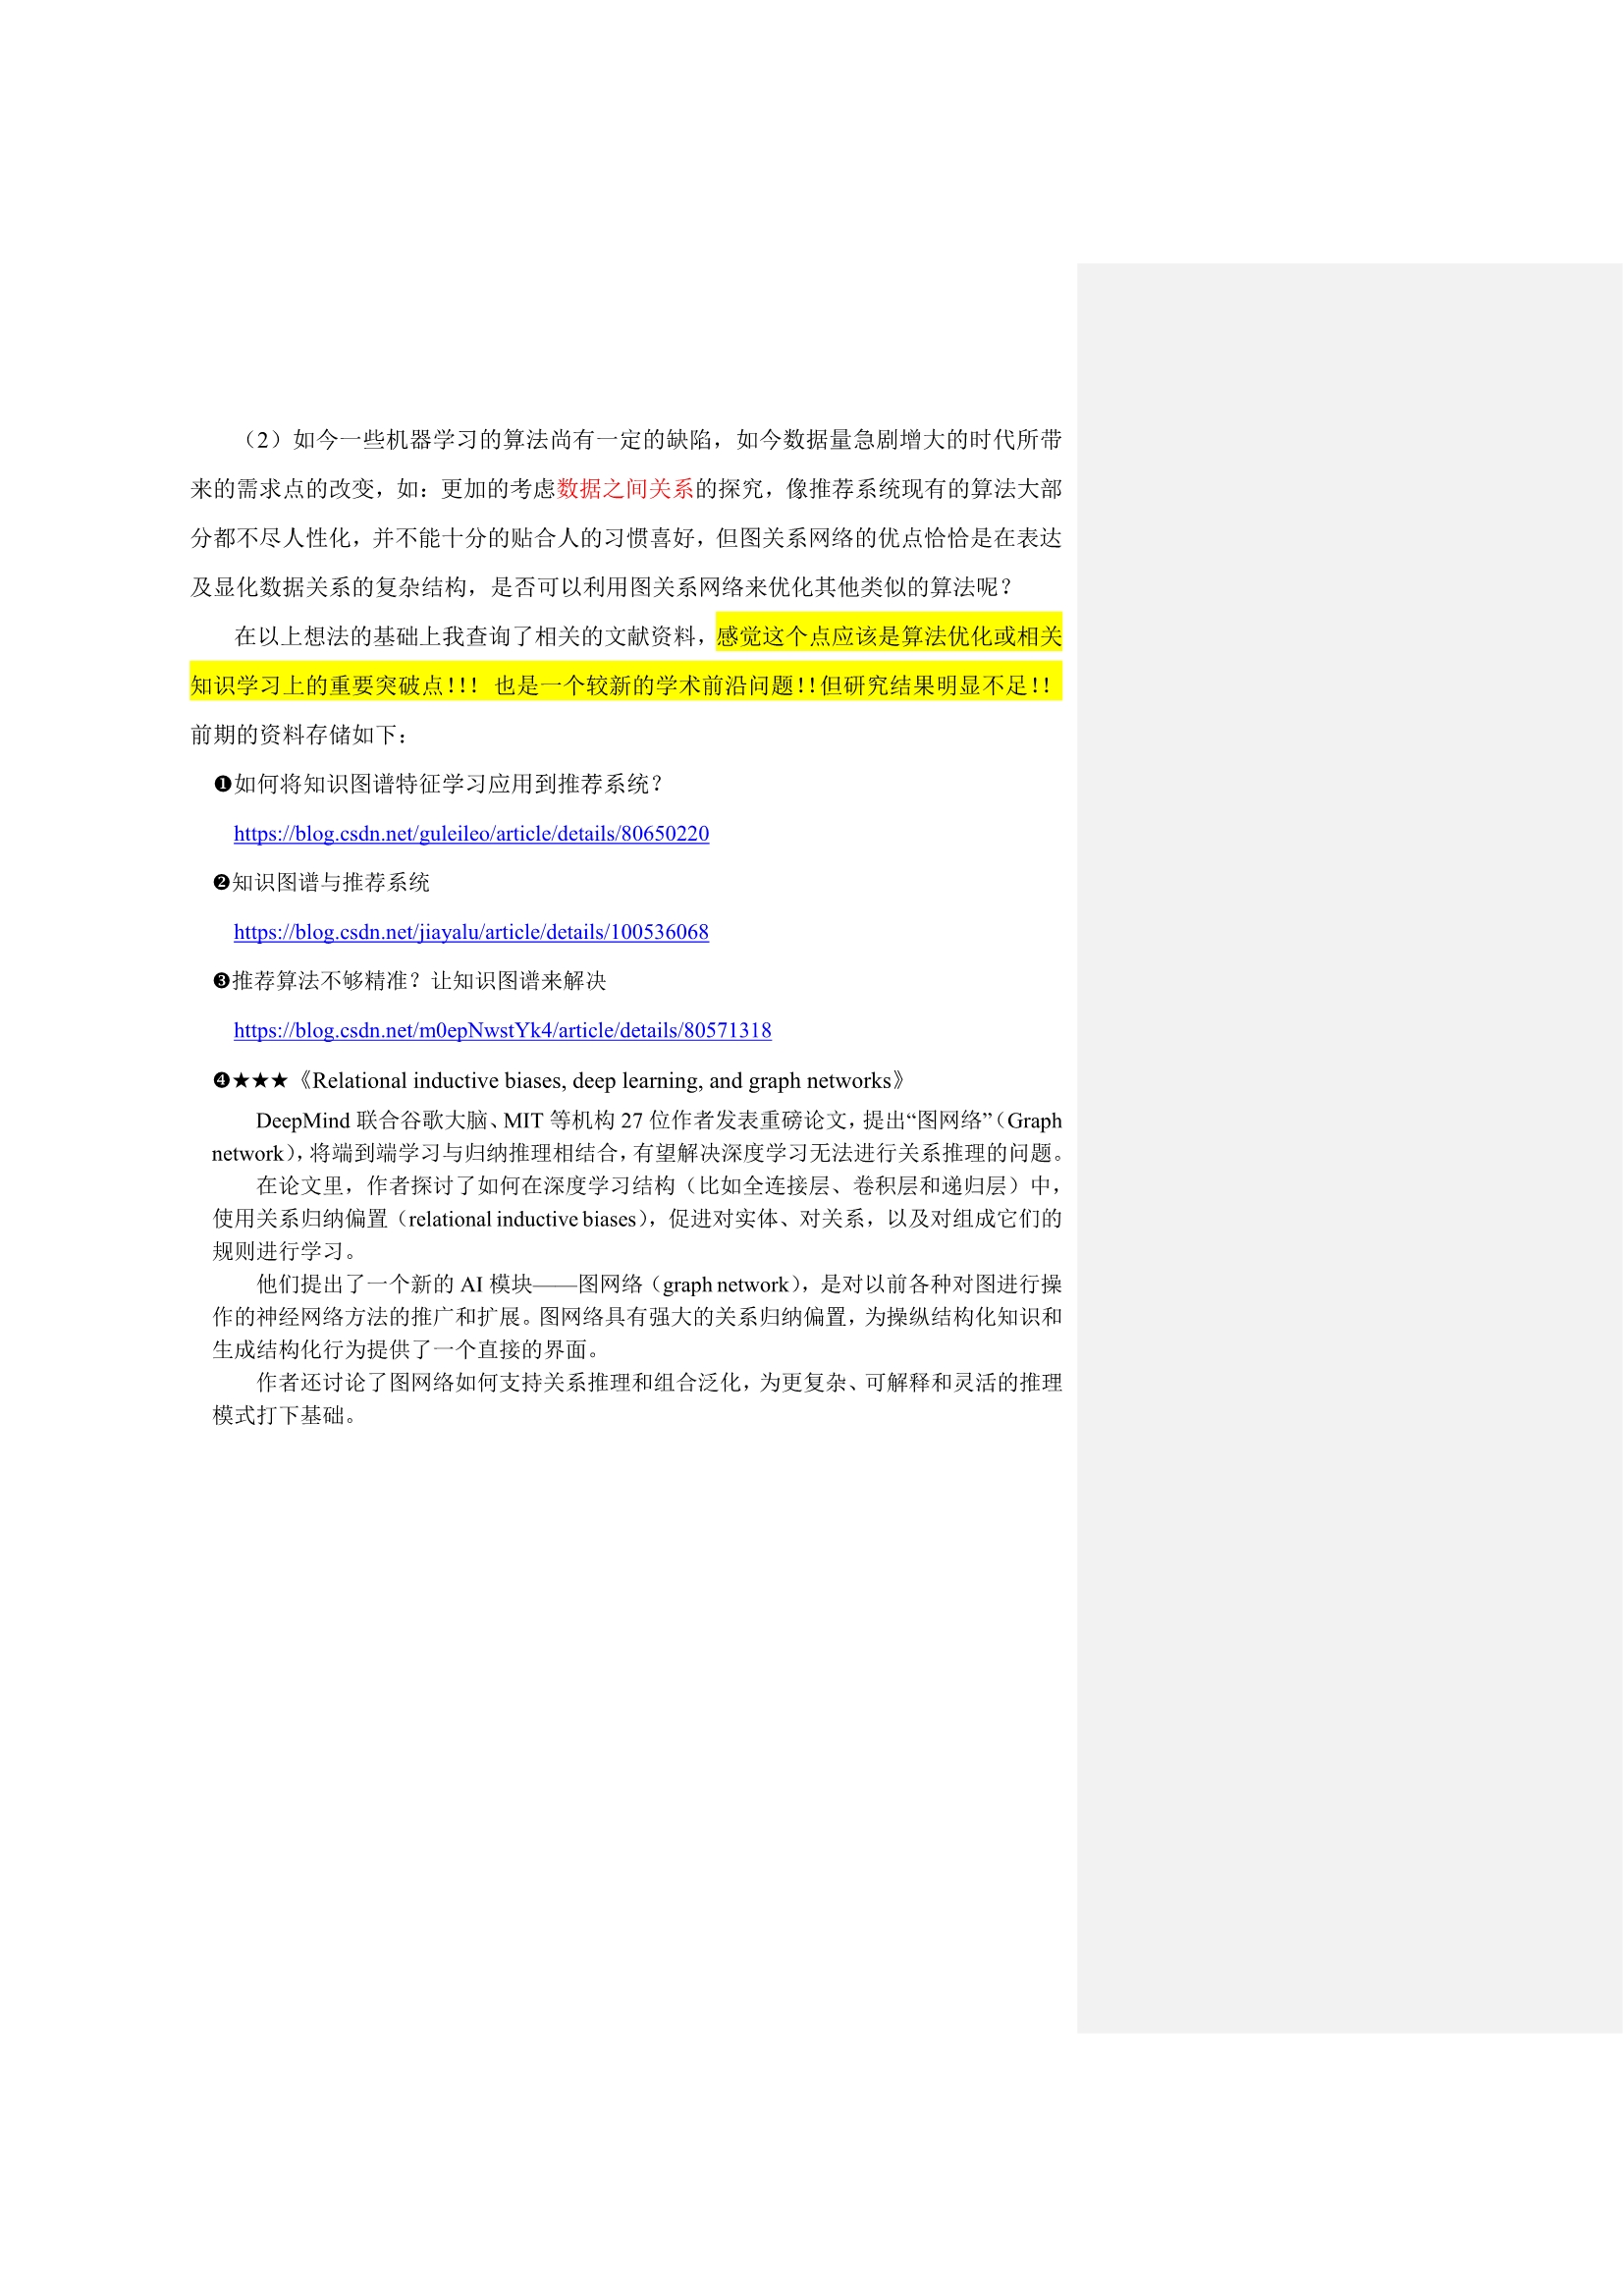 （2）如今一些机器学习的算法尚有一定的缺陷，如今数据量急剧增大的时代所带
来的需求点的改变，如：更加的考虑数据之间关系的探究，像推荐系统现有的算法大部
分都不尽人性化，并不能十分的贴合人的习惯喜好，但图关系网络的优点恰恰是在表达
及显化数据关系的复杂结构，是否可以利用图关系网络来优化其他类似的算法呢？
在以上想法的基础上我查询了相关的文献资料，感觉这个点应该是算法优化或相关
知识学习上的重要突破点！！！ 也是一个较新的学术前沿问题！！但研究结果明显不足！！
前期的资料存储如下：
❶如何将知识图谱特征学习应用到推荐系统？
https://blog.csdn.net/guleileo/article/details/80650220
❷知识图谱与推荐系统
https://blog.csdn.net/jiayalu/article/details/100536068
❸推荐算法不够精准？让知识图谱来解决
https://blog.csdn.net/m0epNwstYk4/article/details/80571318
❹★★★《Relational inductive biases, deep learning, and graph networks》
DeepMind 联合谷歌大脑、MIT 等机构 27 位作者发表重磅论文，提出“图网络”（Graph
network），将端到端学习与归纳推理相结合，有望解决深度学习无法进行关系推理的问题。
在论文里，作者探讨了如何在深度学习结构（比如全连接层、卷积层和递归层）中，
使用关系归纳偏置（relational inductive biases），促进对实体、对关系，以及对组成它们的
规则进行学习。
他们提出了一个新的 AI 模块——图网络（graph network），是对以前各种对图进行操
作的神经网络方法的推广和扩展。图网络具有强大的关系归纳偏置，为操纵结构化知识和
生成结构化行为提供了一个直接的界面。
作者还讨论了图网络如何支持关系推理和组合泛化，为更复杂、可解释和灵活的推理
模式打下基础。